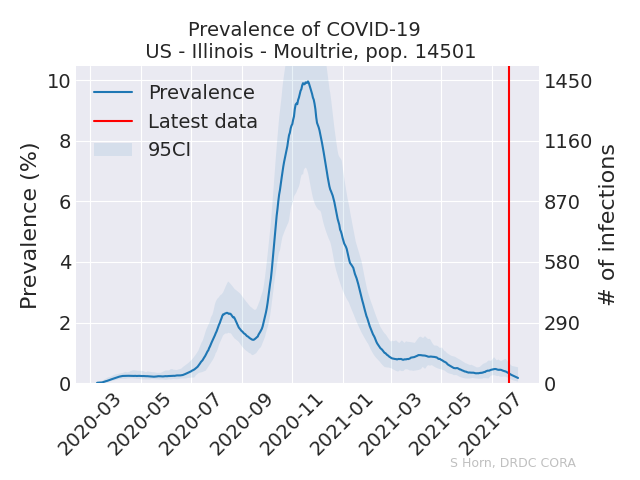 Prevalence of COVID-19
US - Illinois - Moultrie, pop. 14501
Prevalence
Latest data
95CI
Prevalence (%)
10
8
6
4
2
0
1450
1160
870
580
290
0
# of infections
2020-03
2020-05
2020-07
2020-09
2020-11
2021-01
2021-03
2021-05
2021-07
S Horn, DRDC CORA